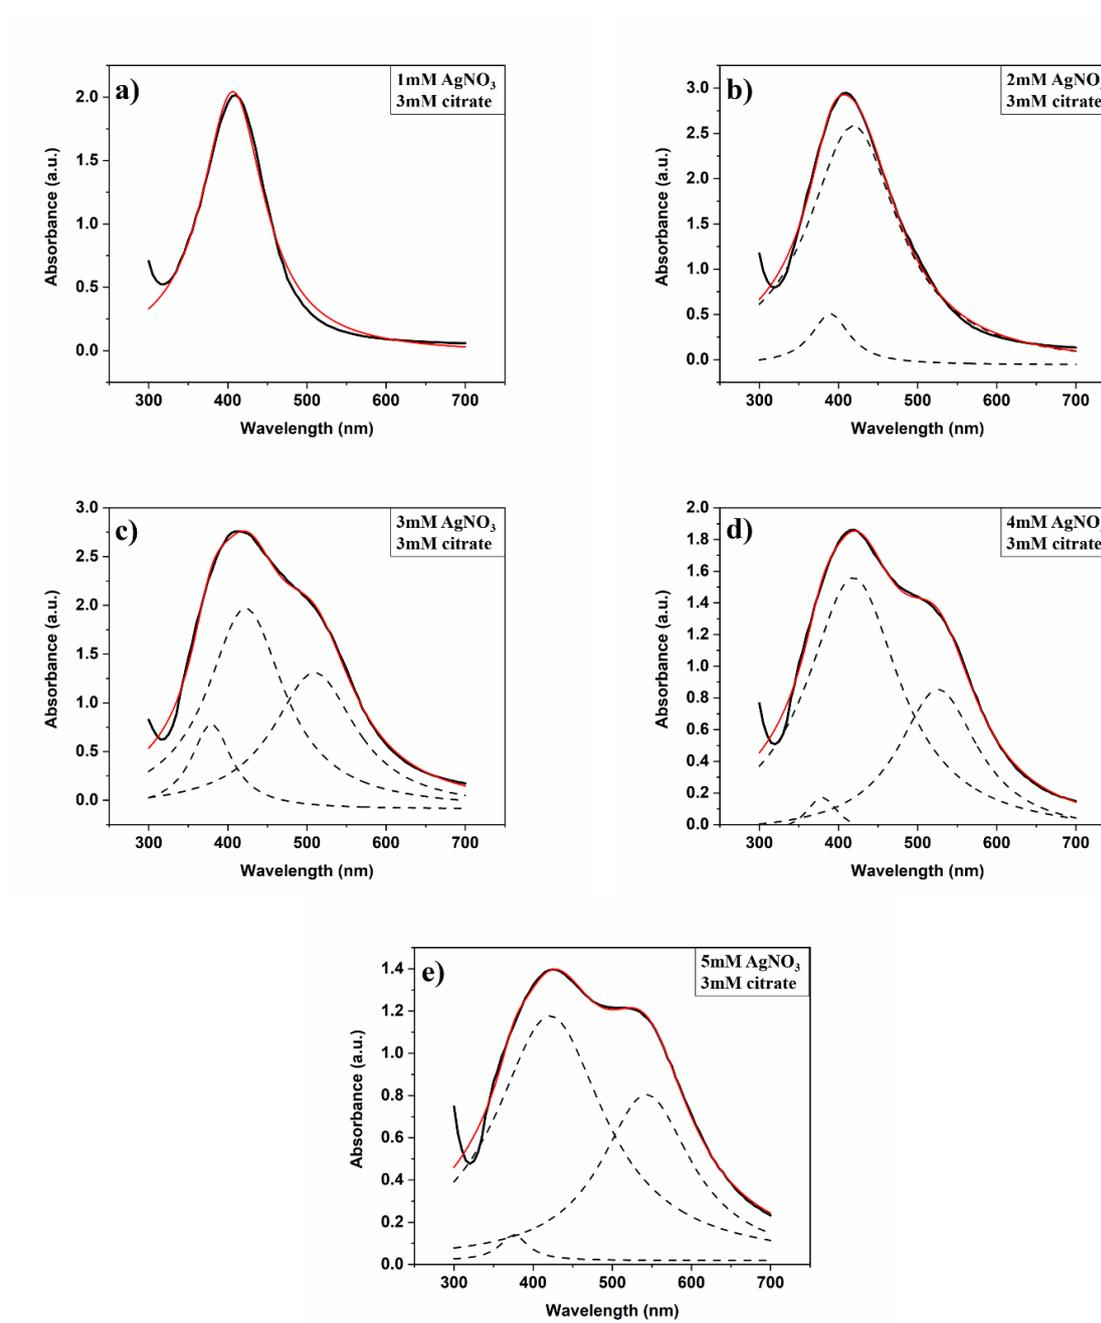 a)
1mM AgNO₃
3mM citrate
2.0
1.5
1.0
0.5
0.0
Absorbance (a.u.)
300 400 500 600 700
Wavelength (nm)
b)
2mM AgNO
3mM citrate
3.0
2.5
2.0
1.5
1.0
0.5
0.0
Absorbance (a.u.)
300 400 500 600 700
Wavelength (nm)
c)
3mM AgNO₃
3mM citrate
3.0
2.5
2.0
1.5
1.0
0.5
0.0
Absorbance (a.u.)
300 400 500 600 700
Wavelength (nm)
d)
4mM AgNO
3mM citrate
2.0
1.8
1.6
1.4
1.2
1.0
0.8
0.6
0.4
0.2
0.0
Absorbance (a.u.)
300 400 500 600 700
Wavelength (nm)
e)
5mM AgNO₃
3mM citrate
1.4
1.2
1.0
0.8
0.6
0.4
0.2
0.0
Absorbance (a.u.)
300 400 500 600 700
Wavelength (nm)